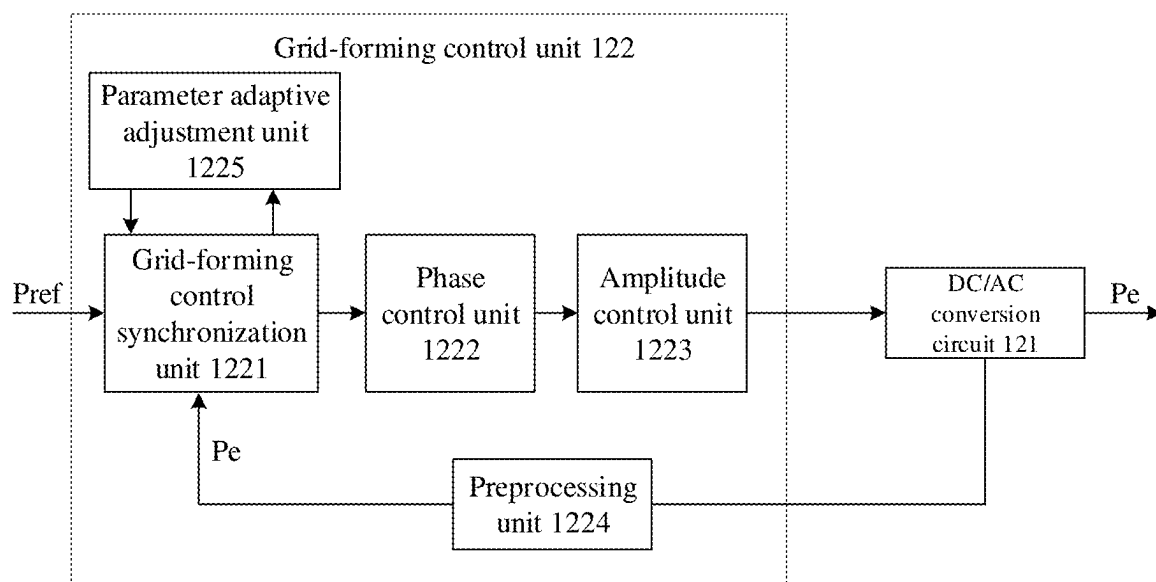 Grid-forming control unit 122
Parameter adaptive
adjustment unit
1225
Pref
Grid-forming
control
synchronization
unit 1221
Phase
control unit
1222
Amplitude
control unit
1223
DC/AC
conversion
circuit 121
Pe
Pe
Preprocessing
unit 1224